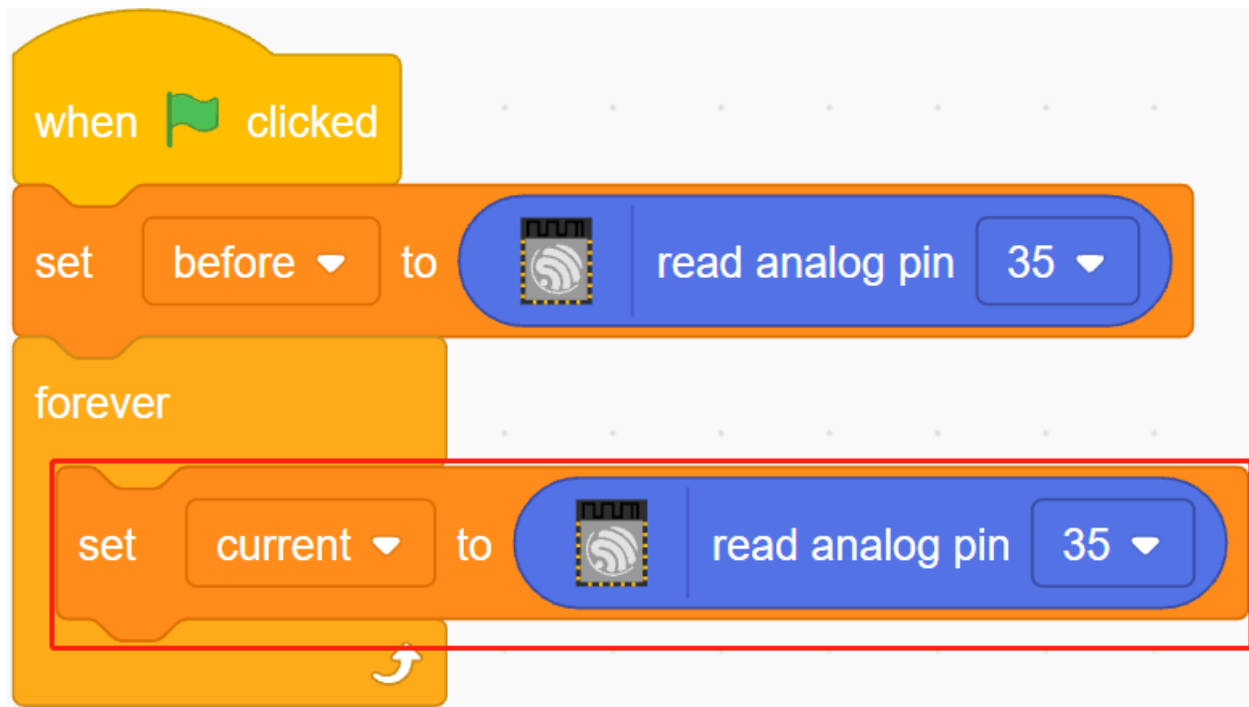 when clicked
set before to read analog pin 35
forever
set current to read analog pin 35